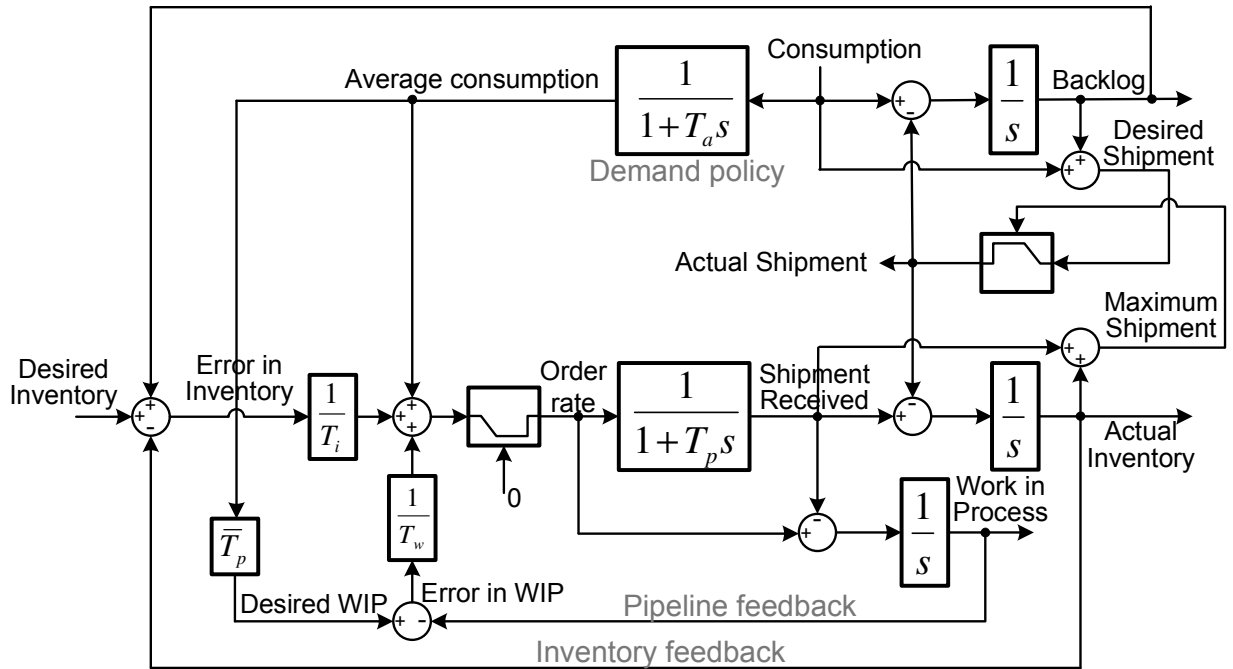 Consumption
Average consumption
1
1+T_a s
Demand policy
+
-
1
s
Backlog
Desired
Shipment
+
+
Actual Shipment
Maximum
Shipment
+
+
Desired
Inventory
+
+
-
Error in
Inventory
1
T_i
+
+
+
0
Order
rate
1
1+T_p s
Shipment
Received
-
+
1
s
Actual
Inventory
1
T_w
-
+
1
s
Work in
Process
T̅_p
Desired WIP
+
-
Error in WIP
Pipeline feedback
Inventory feedback